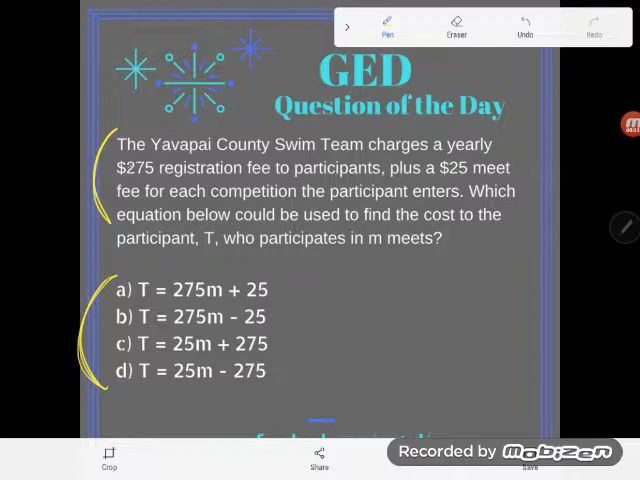 Pen
Eraser
Undo
Redo
GED
Question of the Day
The Yavapai County Swim Team charges a yearly
$275 registration fee to participants, plus a $25 meet
fee for each competition the participant enters. Which
equation below could be used to find the cost to the
participant, T, who participates in m meets?
a) T = 275m + 25
b) T = 275m - 25
c) T = 25m + 275
d) T = 25m - 275
Recorded by Mobizen
Crop
Share
Save